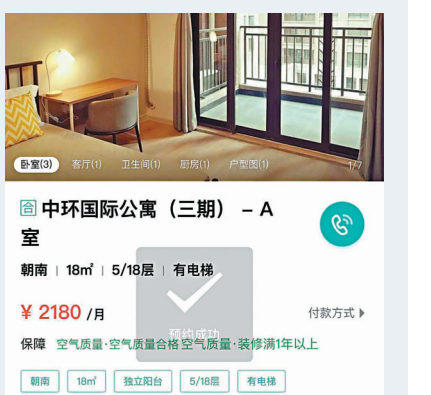 卧室(3) 客厅(1) 卫生间(1) 厨房(1) 户型图(1) 1/7
合 中环国际公寓（三期） – A
室
朝南 | 18㎡ | 5/18层 | 有电梯
¥ 2180 /月
付款方式
预约成功
保障 空气质量·空气质量合格 空气质量·装修满1年以上
朝南 18㎡ 独立阳台 5/18层 有电梯